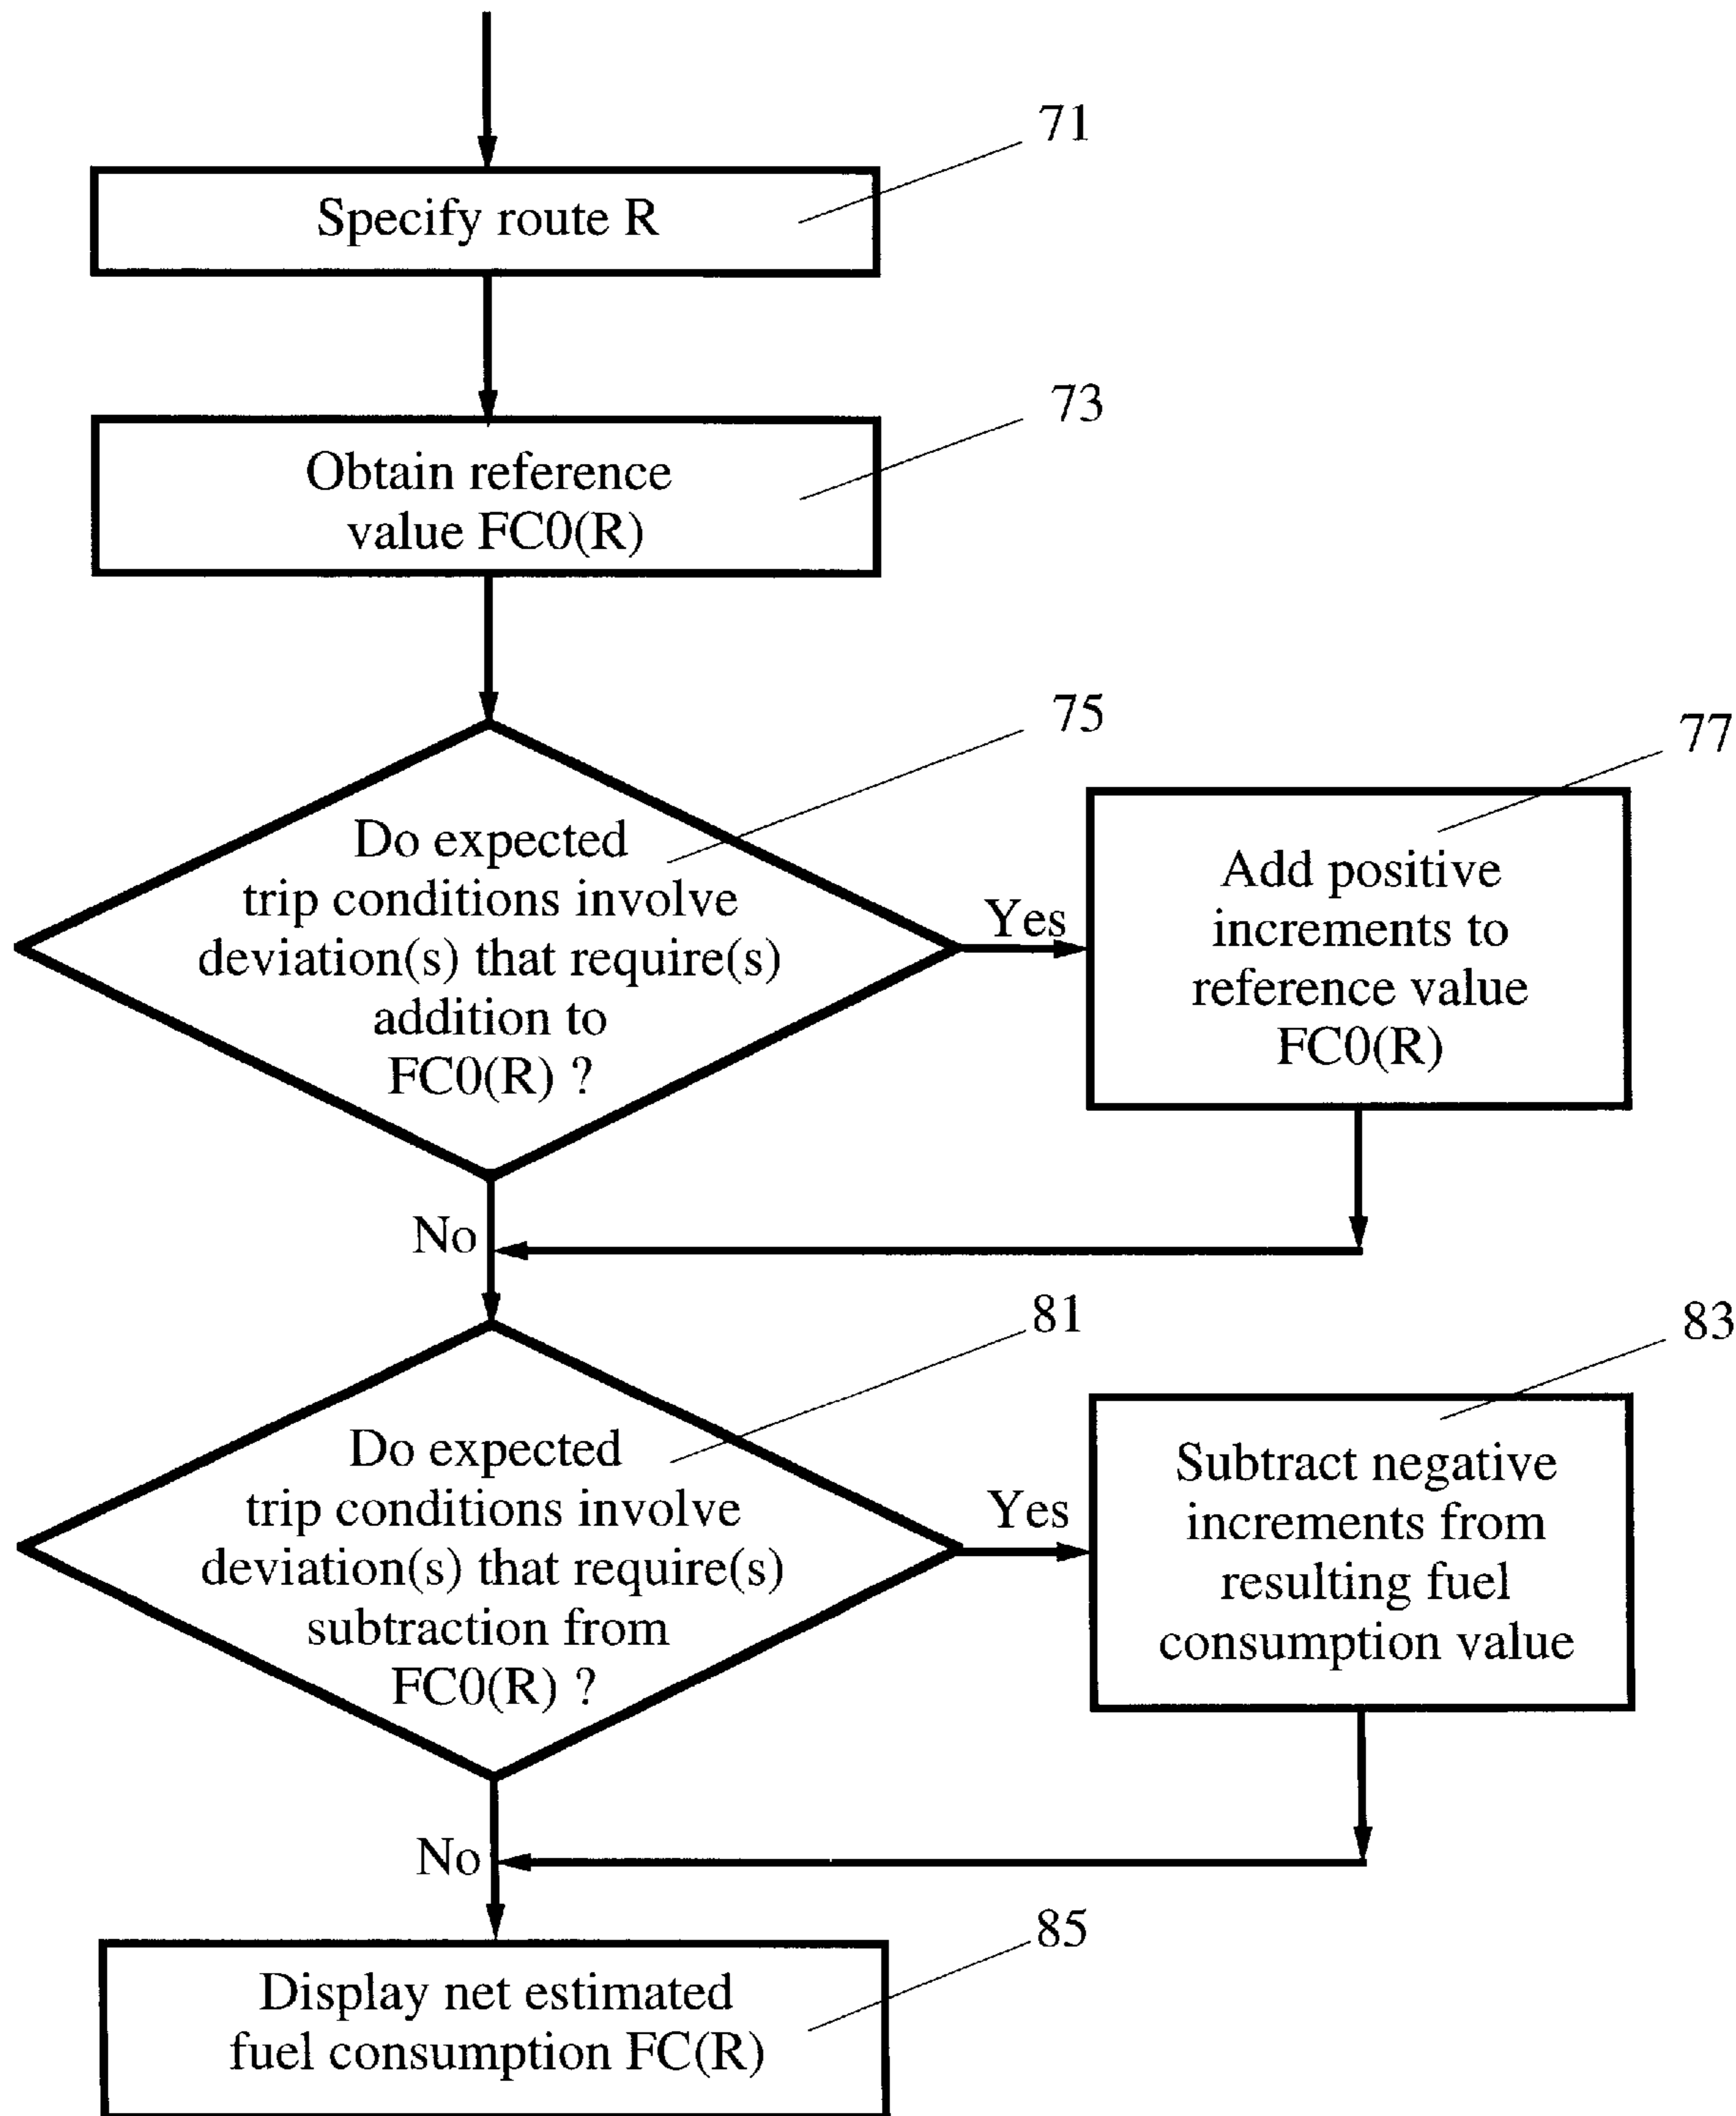 71
Specify route R
73
Obtain reference
value FC0(R)
75
Do expected
trip conditions involve
deviation(s) that require(s)
addition to
FC0(R) ?
Yes
77
Add positive
increments to
reference value
FC0(R)
No
81
Do expected
trip conditions involve
deviation(s) that require(s)
subtraction from
FC0(R) ?
Yes
83
Subtract negative
increments from
resulting fuel
consumption value
No
85
Display net estimated
fuel consumption FC(R)